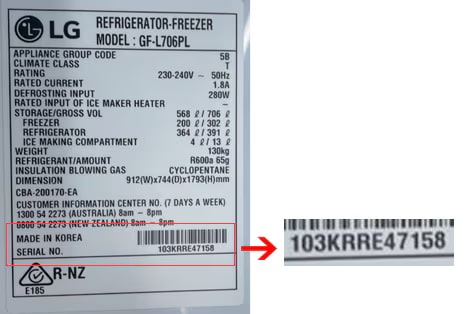 LG
REFRIGERATOR-FREEZER
MODEL : GF-L706PL
APPLIANCE GROUP CODE 5B
CLIMATE CLASS T
RATING 230-240V ~ 50Hz
RATED CURRENT 1.8A
DEFROSTING INPUT 280W
RATED INPUT OF ICE MAKER HEATER ~
STORAGE/GROSS VOL 568 ℓ / 706 ℓ
FREEZER 200 ℓ / 302 ℓ
REFRIGERATOR 364 ℓ / 391 ℓ
ICE MAKING COMPARTMENT 4 ℓ / 13 ℓ
WEIGHT 130kg
REFRIGERANT/AMOUNT R600a 65g
INSULATION BLOWING GAS CYCLOPENTANE
DIMENSION 912(W)x744(D)x1793(H)mm
CBA-200170-EA
CUSTOMER INFORMATION CENTER NO. (7 DAYS A WEEK)
1300 54 2273 (AUSTRALIA) 8am ~ 8pm
0800 54 2273 (NEW ZEALAND) 8am ~ 8pm
MADE IN KOREA
SERIAL NO. 103KRRE47158
R-NZ
E185
103KRRE47158